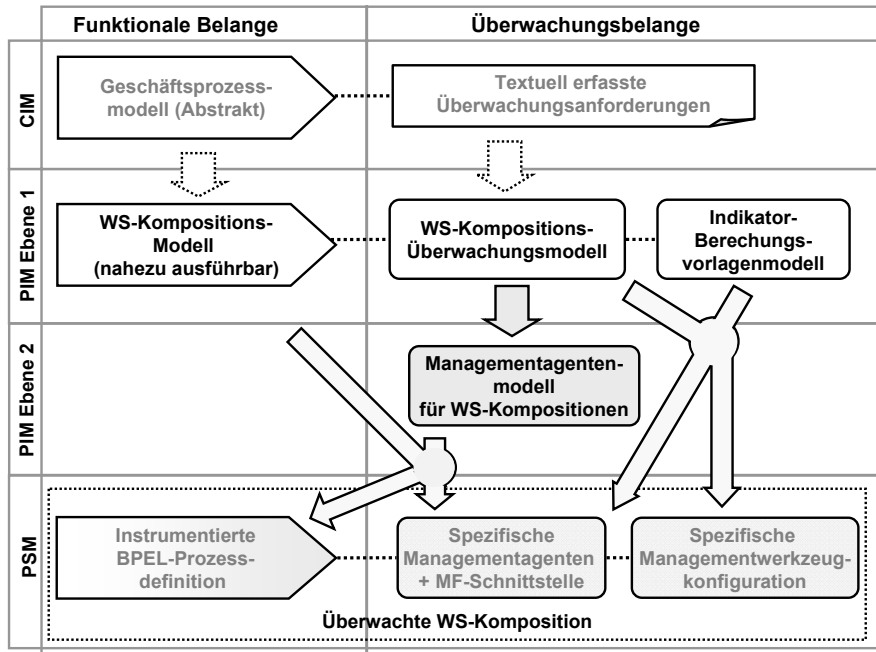 Funktionale Belange
Überwachungsbelange
CIM
Geschäftsprozess-
modell (Abstrakt)
Textuell erfasste
Überwachungsanforderungen
PIM Ebene 1
WS-Kompositions-
Modell
(nahezu ausführbar)
WS-Kompositions-
Überwachungsmodell
Indikator-
Berechungs-
vorlagenmodell
PIM Ebene 2
Managementagenten-
modell
für WS-Kompositionen
PSM
Instrumentierte
BPEL-Prozess-
definition
Spezifische
Managementagenten
+ MF-Schnittstelle
Spezifische
Managementwerkzeug-
konfiguration
Überwachte WS-Komposition